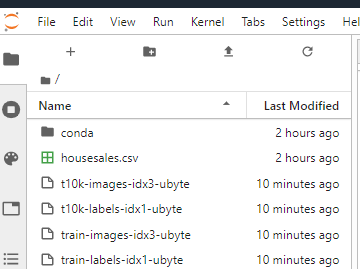 File Edit View Run Kernel Tabs Settings Help
/
Name Last Modified
conda 2 hours ago
housesales.csv 2 hours ago
t10k-images-idx3-ubyte 10 minutes ago
t10k-labels-idx1-ubyte 10 minutes ago
train-images-idx3-ubyte 10 minutes ago
train-labels-idx1-ubyte 10 minutes ago